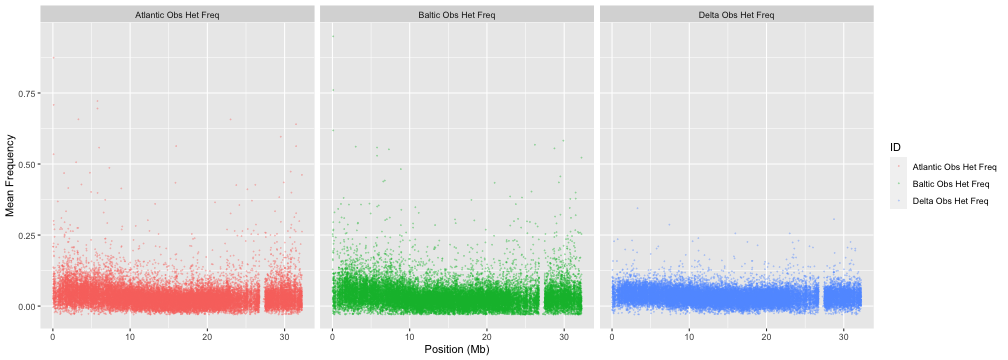 Atlantic Obs Het Freq
Baltic Obs Het Freq
Delta Obs Het Freq
Mean Frequency
0.75
0.50
0.25
0.00
0 10 20 30
0 10 20 30
0 10 20 30
Position (Mb)
ID
Atlantic Obs Het Freq
Baltic Obs Het Freq
Delta Obs Het Freq